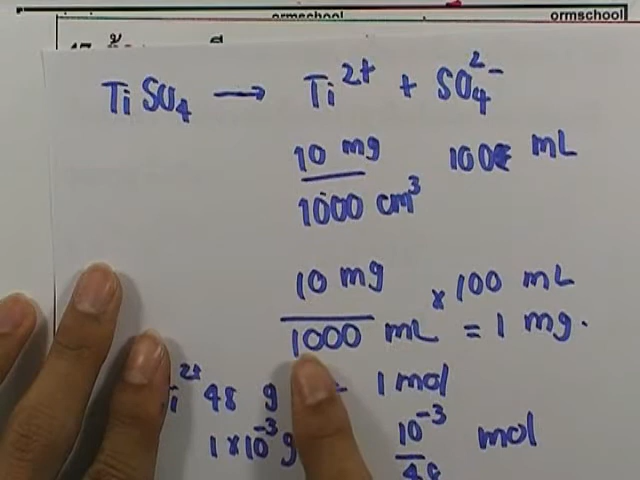 ormschool ormschool
TiSO₄ → Ti²⁺ + SO₄²⁻
10 mg 100 mL
1000 cm³
10 mg × 100 mL
1000 mL = 1 mg.
48 g 1 mol
1 × 10⁻³ g 10⁻³ mol